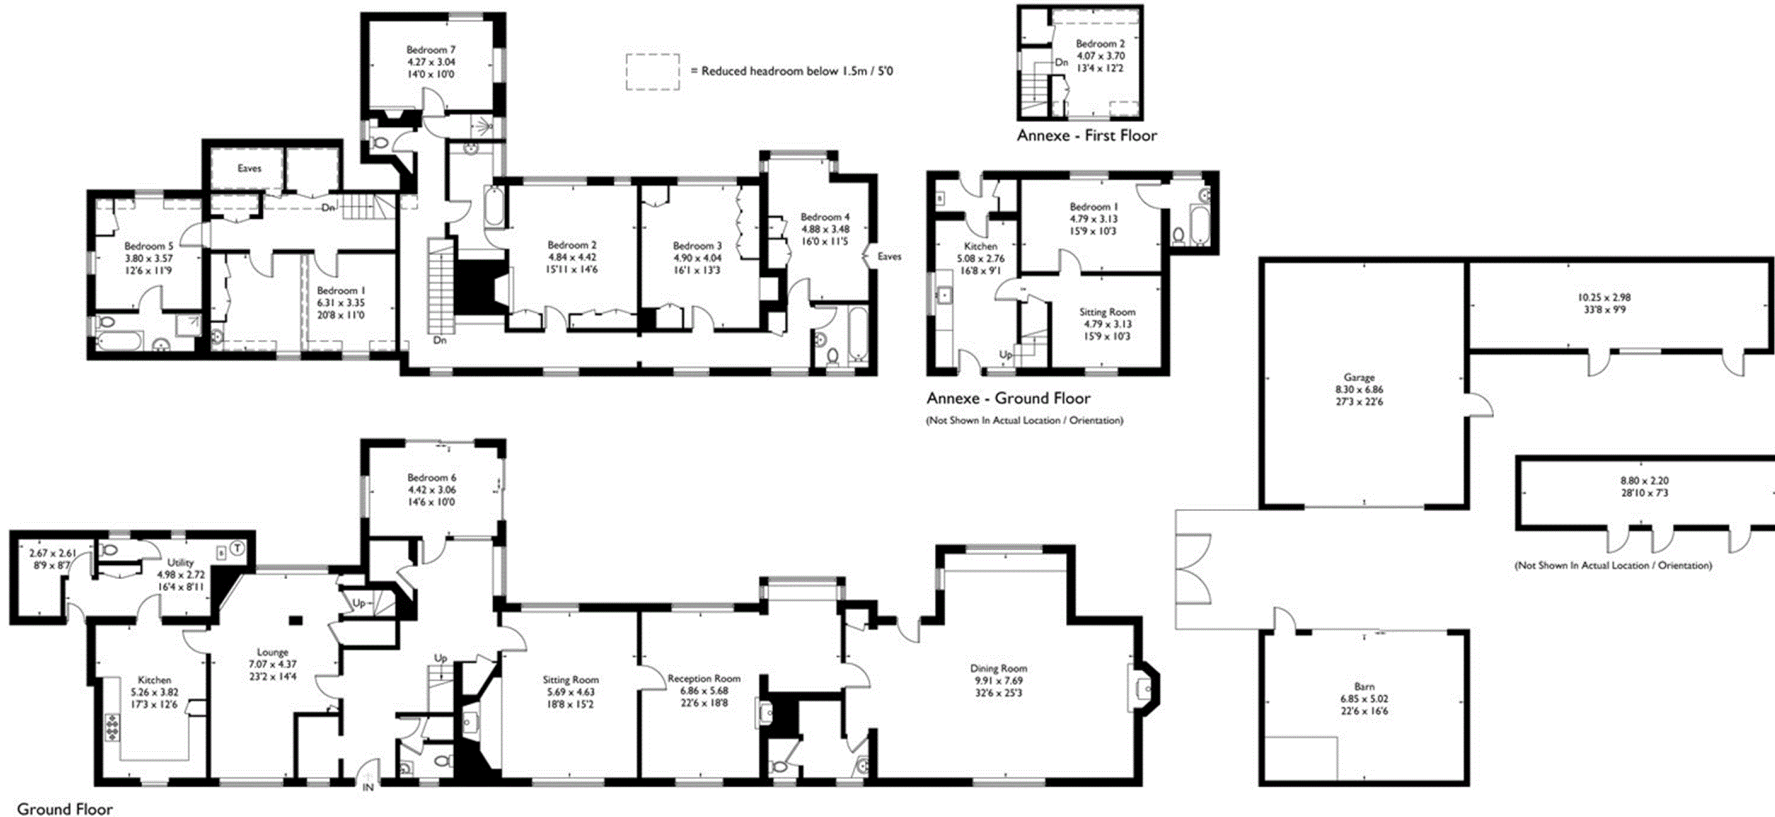 Bedroom 7
4.27 x 3.04
14'0 x 10'0
= Reduced headroom below 1.5m / 5'0
Bedroom 2
4.07 x 3.70
13'4 x 12'2
Dn
Annexe - First Floor
Eaves
Dn
Bedroom 5
3.80 x 3.57
12'6 x 11'9
Bedroom 1
6.31 x 3.35
20'8 x 11'0
Dn
Bedroom 2
4.84 x 4.42
15'11 x 14'6
Bedroom 3
4.90 x 4.04
16'1 x 13'3
Bedroom 4
4.88 x 3.48
16'0 x 11'5
Eaves
B
Kitchen
5.08 x 2.76
16'8 x 9'1
Bedroom 1
4.79 x 3.13
15'9 x 10'3
Sitting Room
4.79 x 3.13
15'9 x 10'3
Up
Annexe - Ground Floor
(Not Shown In Actual Location / Orientation)
10.25 x 2.98
33'8 x 9'9
Garage
8.30 x 6.86
27'3 x 22'6
8.80 x 2.20
28'10 x 7'3
(Not Shown In Actual Location / Orientation)
Bedroom 6
4.42 x 3.06
14'6 x 10'0
2.67 x 2.61
8'9 x 8'7
Utility
4.98 x 2.72
16'4 x 8'11
B
T
Up
Lounge
7.07 x 4.37
23'2 x 14'4
Kitchen
5.26 x 3.82
17'3 x 12'6
Up
Sitting Room
5.69 x 4.63
18'8 x 15'2
Reception Room
6.86 x 5.68
22'6 x 18'8
Dining Room
9.91 x 7.69
32'6 x 25'3
Barn
6.85 x 5.02
22'6 x 16'6
IN
Ground Floor